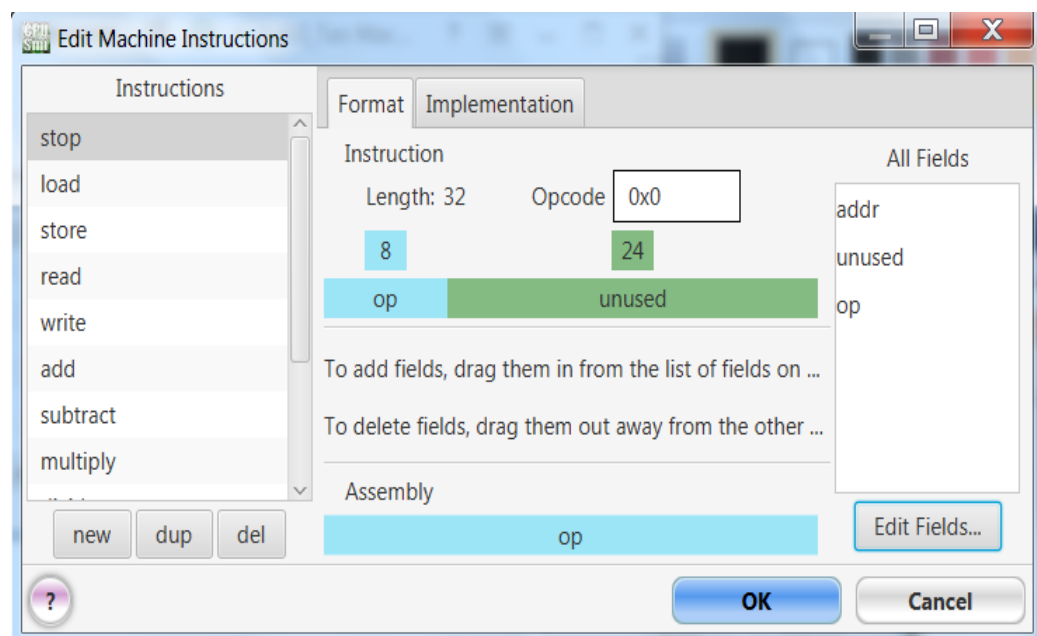 CPU
Sim
Edit Machine Instructions
Instructions
stop
load
store
read
write
add
subtract
multiply
new
dup
del
Format
Implementation
Instruction
Length: 32
Opcode
0x0
8
24
op
unused
To add fields, drag them in from the list of fields on ...
To delete fields, drag them out away from the other ...
Assembly
op
All Fields
addr
unused
op
Edit Fields...
?
OK
Cancel